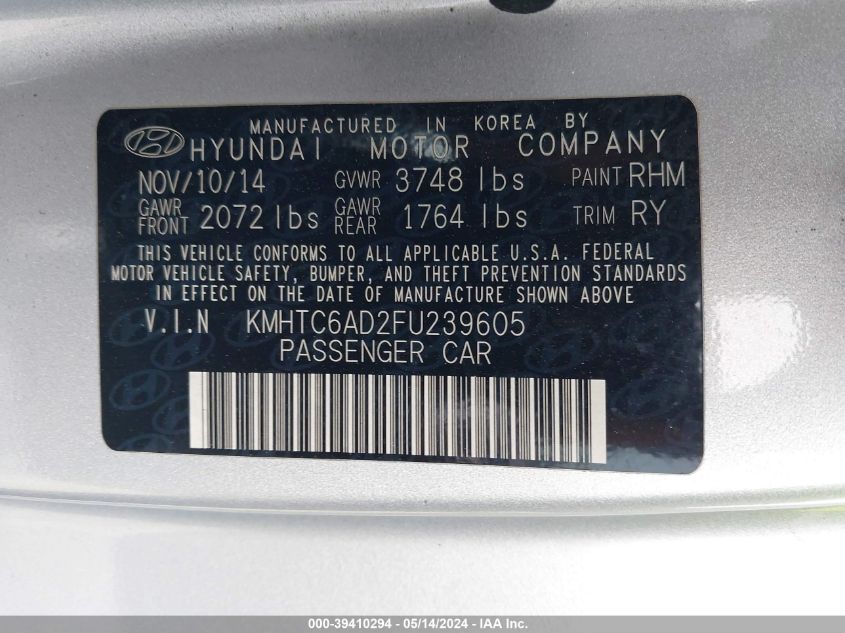 MANUFACTURED IN KOREA BY
HYUNDAI MOTOR COMPANY
NOV/10/14 GVWR 3748 lbs PAINT RHM
GAWR FRONT 2072 lbs GAWR REAR 1764 lbs TRIM RY
THIS VEHICLE CONFORMS TO ALL APPLICABLE U.S.A. FEDERAL
MOTOR VEHICLE SAFETY, BUMPER, AND THEFT PREVENTION STANDARDS
IN EFFECT ON THE DATE OF MANUFACTURE SHOWN ABOVE
V.I.N KMHTC6AD2FU239605
PASSENGER CAR
000-39410294 - 05/14/2024 - IAA Inc.